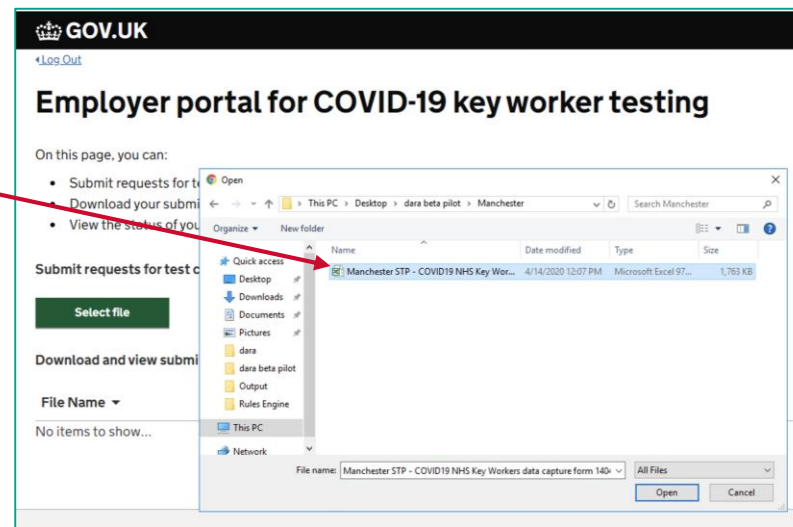 GOV.UK
Log Out
Employer portal for COVID-19 key worker testing
On this page, you can:
Submit requests for
Download your submi
View the status of you
Submit requests for test
Select file
Download and view submi
File Name
No items to show...
Open
This PC > Desktop > dara beta pilot > Manchester
Search Manchester
Organize
New folder
Name Date modified Type Size
Manchester STP - COVID19 NHS Key Wor... 4/14/2020 12:07 PM Microsoft Excel 97... 1,763 KB
Quick access
Desktop
Downloads
Documents
Pictures
dara
dara beta pilot
Output
Rules Engine
This PC
Network
File name: Manchester STP - COVID19 NHS Key Workers data capture form 140
All Files
Open Cancel